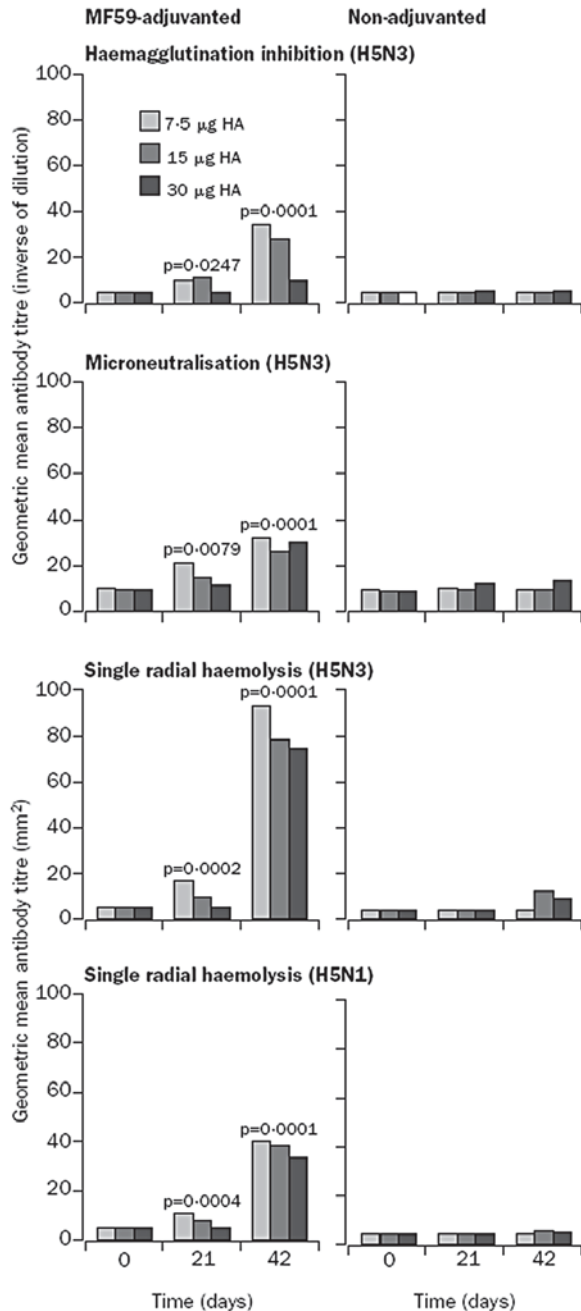 MF59-adjuvanted
Non-adjuvanted
Haemagglutination inhibition (H5N3)
100
80
60
40
20
0
7·5 µg HA
15 µg HA
30 µg HA
p=0·0247
p=0·0001
Geometric mean antibody titre (inverse of dilution)
Microneutralisation (H5N3)
100
80
60
40
20
0
p=0·0079
p=0·0001
Single radial haemolysis (H5N3)
100
80
60
40
20
0
p=0·0002
p=0·0001
Geometric mean antibody titre (mm²)
Single radial haemolysis (H5N1)
100
80
60
40
20
0
p=0·0004
p=0·0001
0 21 42
0 21 42
Time (days)
Time (days)